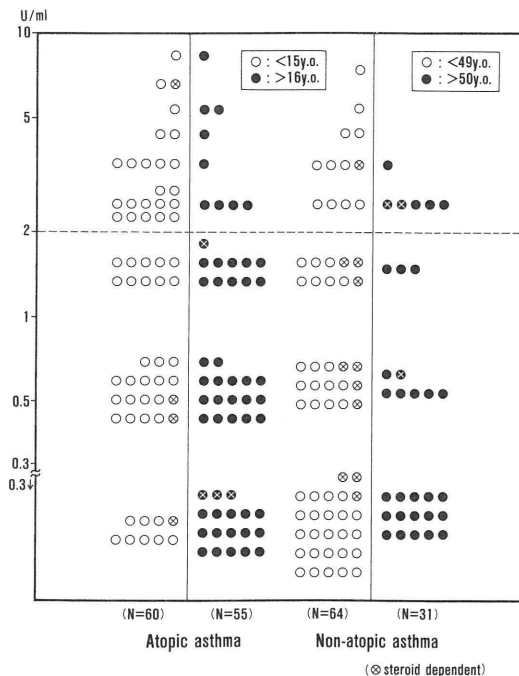 U/ml
10
○ : <15y.o.
● : >16y.o.
○ : <49y.o.
● : >50y.o.
5
2
1
0.5
0.3
0.3↓
(N=60) (N=55) (N=64) (N=31)
Atopic asthma Non-atopic asthma
(⊗ steroid dependent)